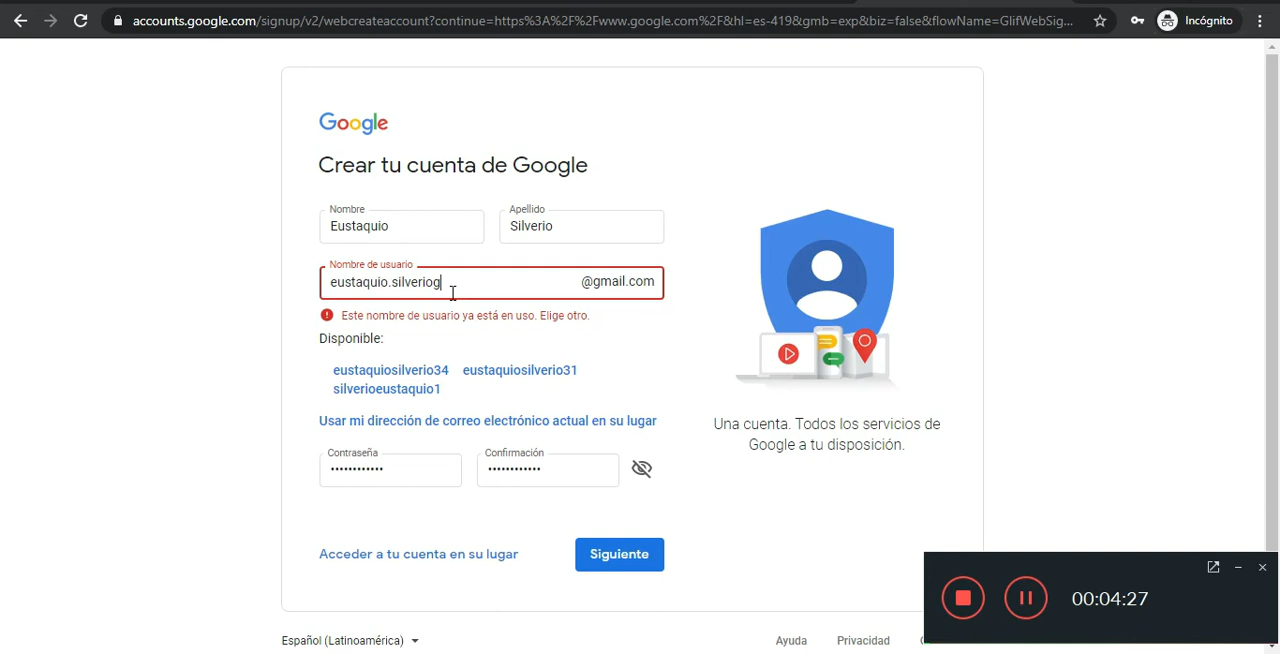 accounts.google.com/signup/v2/webcreateaccount?continue=https%3A%2F%2Fwww.google.com%2F&hl=es-419&gmb=exp&biz=false&flowName=GlifWebSig...
Incógnito
Google
Crear tu cuenta de Google
Nombre
Apellido
Eustaquio
Silverio
Nombre de usuario
eustaquio.silveriog
@gmail.com
Este nombre de usuario ya está en uso. Elige otro.
Disponible:
eustaquiosilverio34 eustaquiosilverio31
silverioeustaquio1
Usar mi dirección de correo electrónico actual en su lugar
Contraseña
Confirmación
•••••••••••• ••••••••••••
Acceder a tu cuenta en su lugar
Siguiente
Una cuenta. Todos los servicios de
Google a tu disposición.
00:04:27
Español (Latinoamérica)
Ayuda
Privacidad